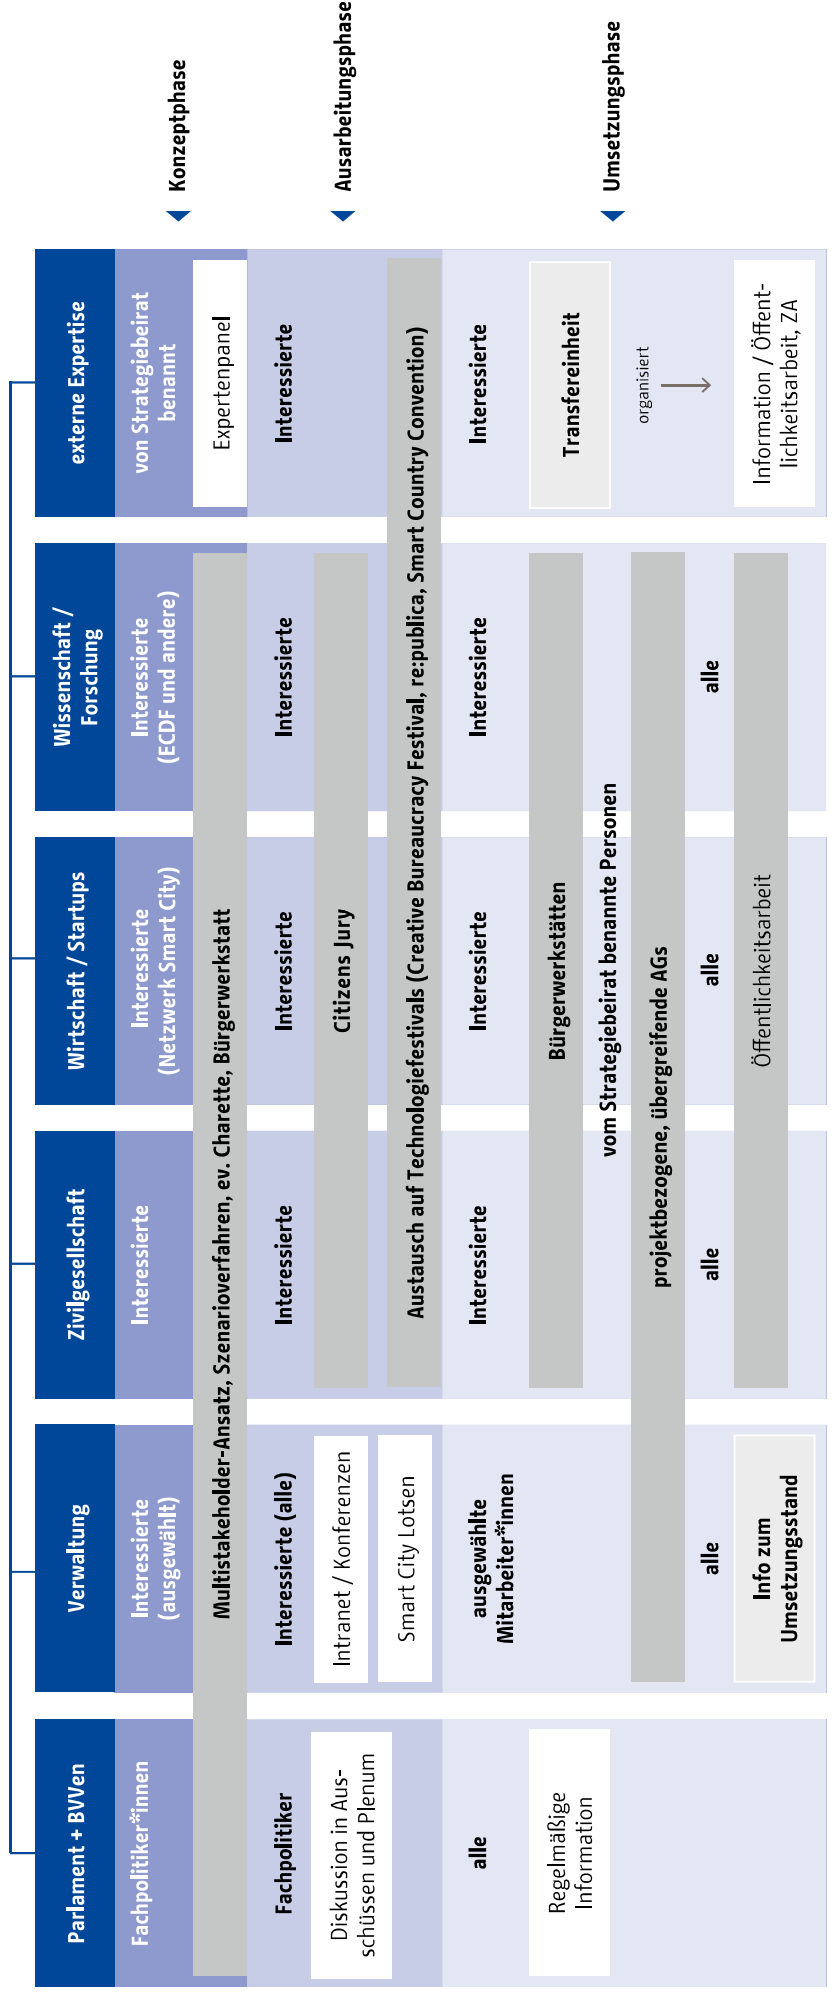 Parlament + BVVen
Verwaltung
Zivilgesellschaft
Wirtschaft / Startups
Wissenschaft /
Forschung
externe Expertise
Fachpolitiker*innen
Interessierte
(ausgewählt)
Interessierte
Interessierte
(Netzwerk Smart City)
Interessierte
(ECDF und andere)
von Strategiebeirat
benannt
Konzeptphase
Multistakeholder-Ansatz, Szenarioverfahren, ev. Charette, Bürgerwerkstatt
Expertenpanel
Fachpolitiker
Interessierte (alle)
Interessierte
Interessierte
Interessierte
Interessierte
Ausarbeitungsphase
Diskussion in Aus-
schüssen und Plenum
Intranet / Konferenzen
Citizens Jury
Smart City Lotsen
Austausch auf Technologiefestivals (Creative Bureaucracy Festival, re:publica, Smart Country Convention)
alle
ausgewählte
Mitarbeiter*innen
Interessierte
Interessierte
Interessierte
Interessierte
Umsetzungsphase
Regelmäßige
Information
Bürgerwerkstätten
Transfereinheit
vom Strategiebeirat benannte Personen
projektbezogene, übergreifende AGs
organisiert
alle
alle
alle
alle
Info zum
Umsetzungsstand
Öffentlichkeitsarbeit
Information / Öffent-
lichkeitsarbeit, ZA